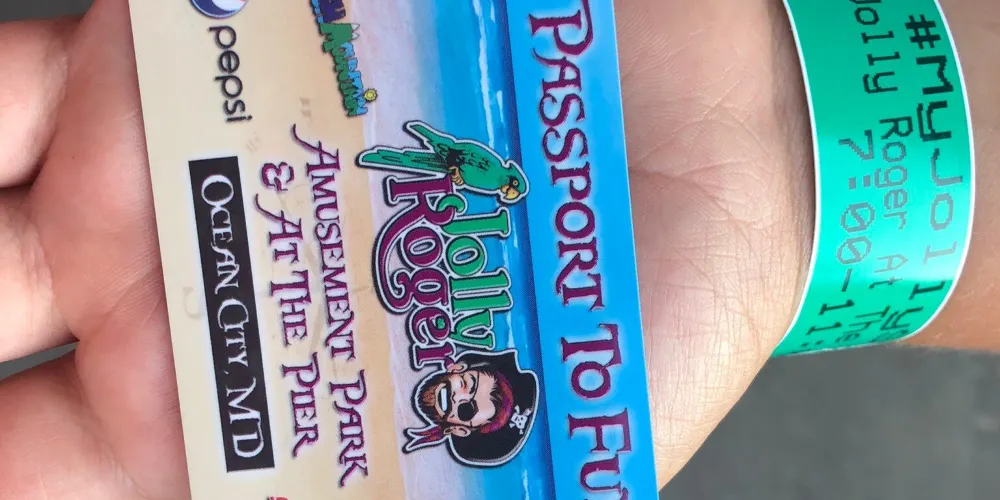 PASSPORT TO FU
Jolly
Roger
AMUSEMENT PARK
& AT THE PIER
OCEAN CITY, MD
pepsi
#MyJolly
Jolly Roger At The
7:00-11: